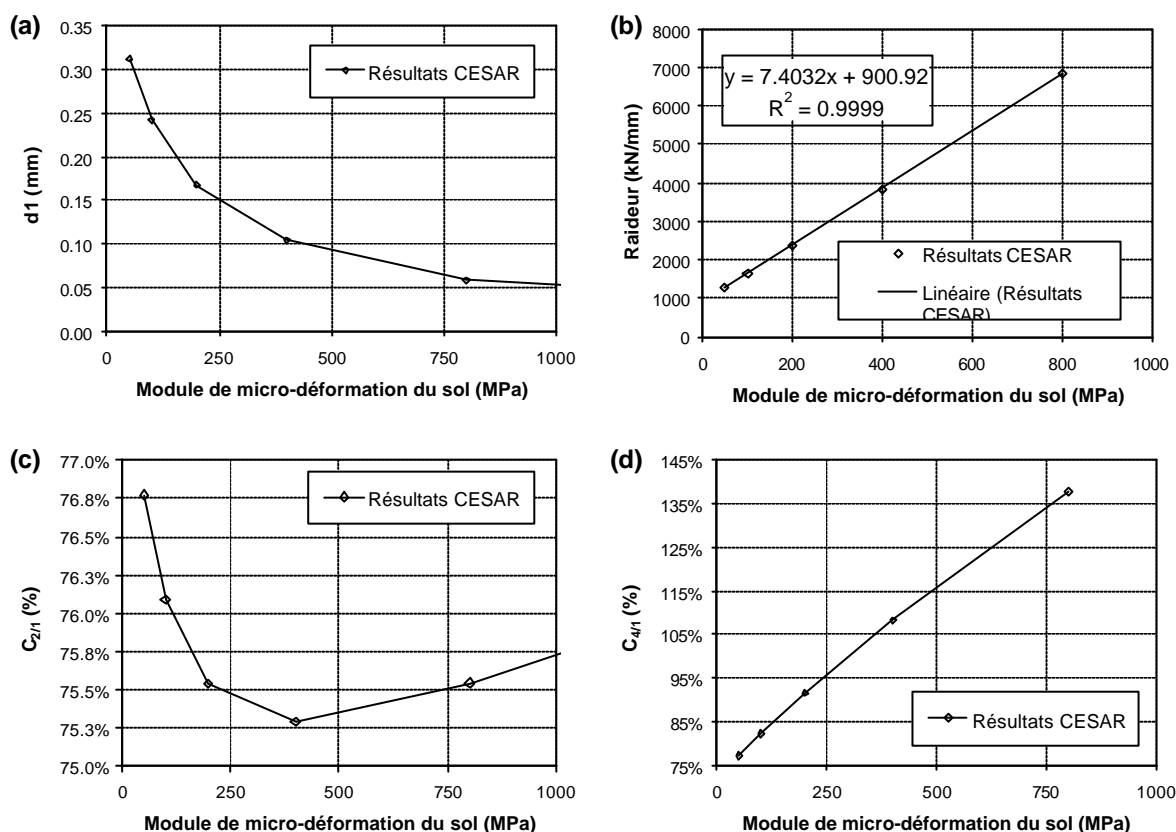 (a)
0.35
0.30
0.25
0.20
0.15
0.10
0.05
0.00
d1 (mm)
Résultats CESAR
0 250 500 750 1000
Module de micro-déformation du sol (MPa)
(b)
8000
7000
6000
5000
4000
3000
2000
1000
0
Raideur (kN/mm)
y = 7.4032x + 900.92
R² = 0.9999
Résultats CESAR
Linéaire (Résultats
CESAR)
0 200 400 600 800 1000
Module de micro-déformation du sol (MPa)
(c)
77.0%
76.8%
76.5%
76.3%
76.0%
75.8%
75.5%
75.3%
75.0%
C2/1 (%)
Résultats CESAR
0 250 500 750 1000
Module de micro-déformation du sol (MPa)
(d)
145%
135%
125%
115%
105%
95%
85%
75%
C4/1 (%)
Résultats CESAR
0 250 500 750 1000
Module de micro-déformation du sol (MPa)